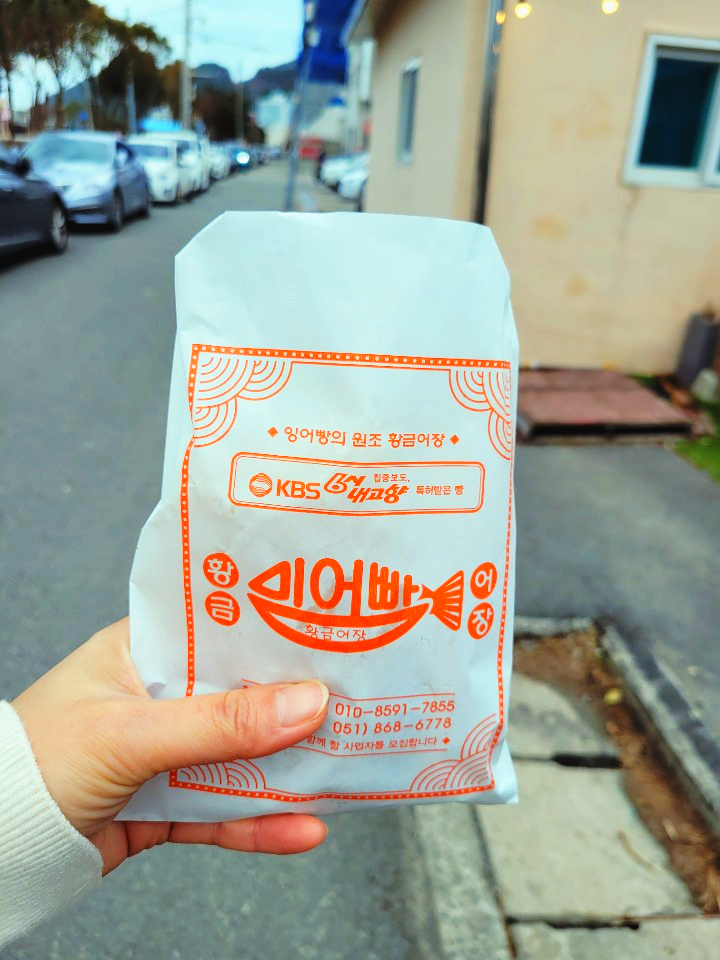 ◆ 잉어빵의 원조 황금어장 ◆
KBS 6시 내고향 집중보도, 특허받은 빵
황금 잉어빵 어장
황금어장
010-8591-7855
051) 868-6778
함께 할 사업자를 모집합니다 ◆